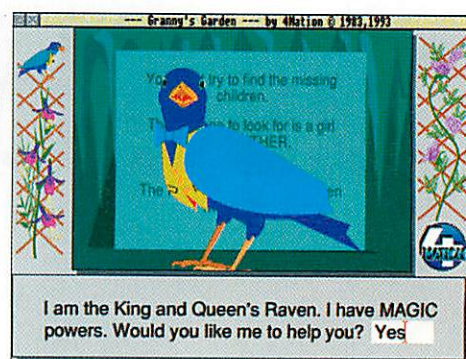 --- Granny's Garden --- by 4Mation © 1983,1993
try to find the missing
children.
to look for is a girl
THER.
The
I am the King and Queen's Raven. I have MAGIC
powers. Would you like me to help you? Yes